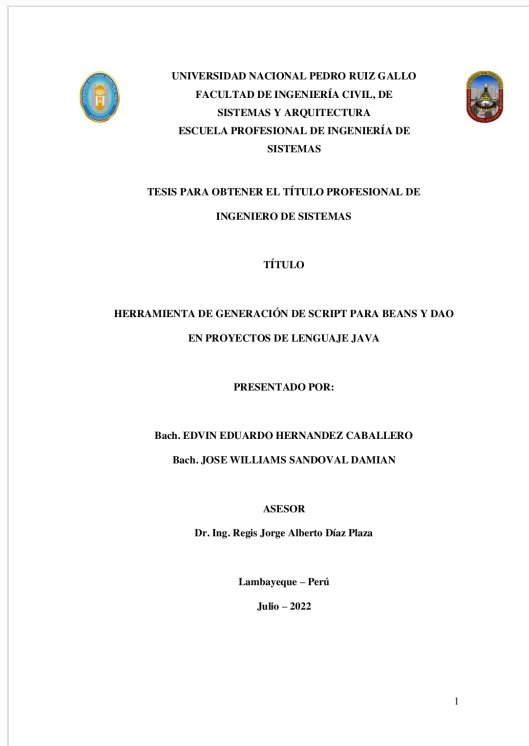 UNIVERSIDAD NACIONAL PEDRO RUIZ GALLO
FACULTAD DE INGENIERÍA CIVIL, DE
SISTEMAS Y ARQUITECTURA
ESCUELA PROFESIONAL DE INGENIERÍA DE
SISTEMAS
TESIS PARA OBTENER EL TÍTULO PROFESIONAL DE
INGENIERO DE SISTEMAS
TÍTULO
HERRAMIENTA DE GENERACIÓN DE SCRIPT PARA BEANS Y DAO
EN PROYECTOS DE LENGUAJE JAVA
PRESENTADO POR:
Bach. EDVIN EDUARDO HERNANDEZ CABALLERO
Bach. JOSE WILLIAMS SANDOVAL DAMIAN
ASESOR
Dr. Ing. Regis Jorge Alberto Díaz Plaza
Lambayeque – Perú
Julio – 2022
1